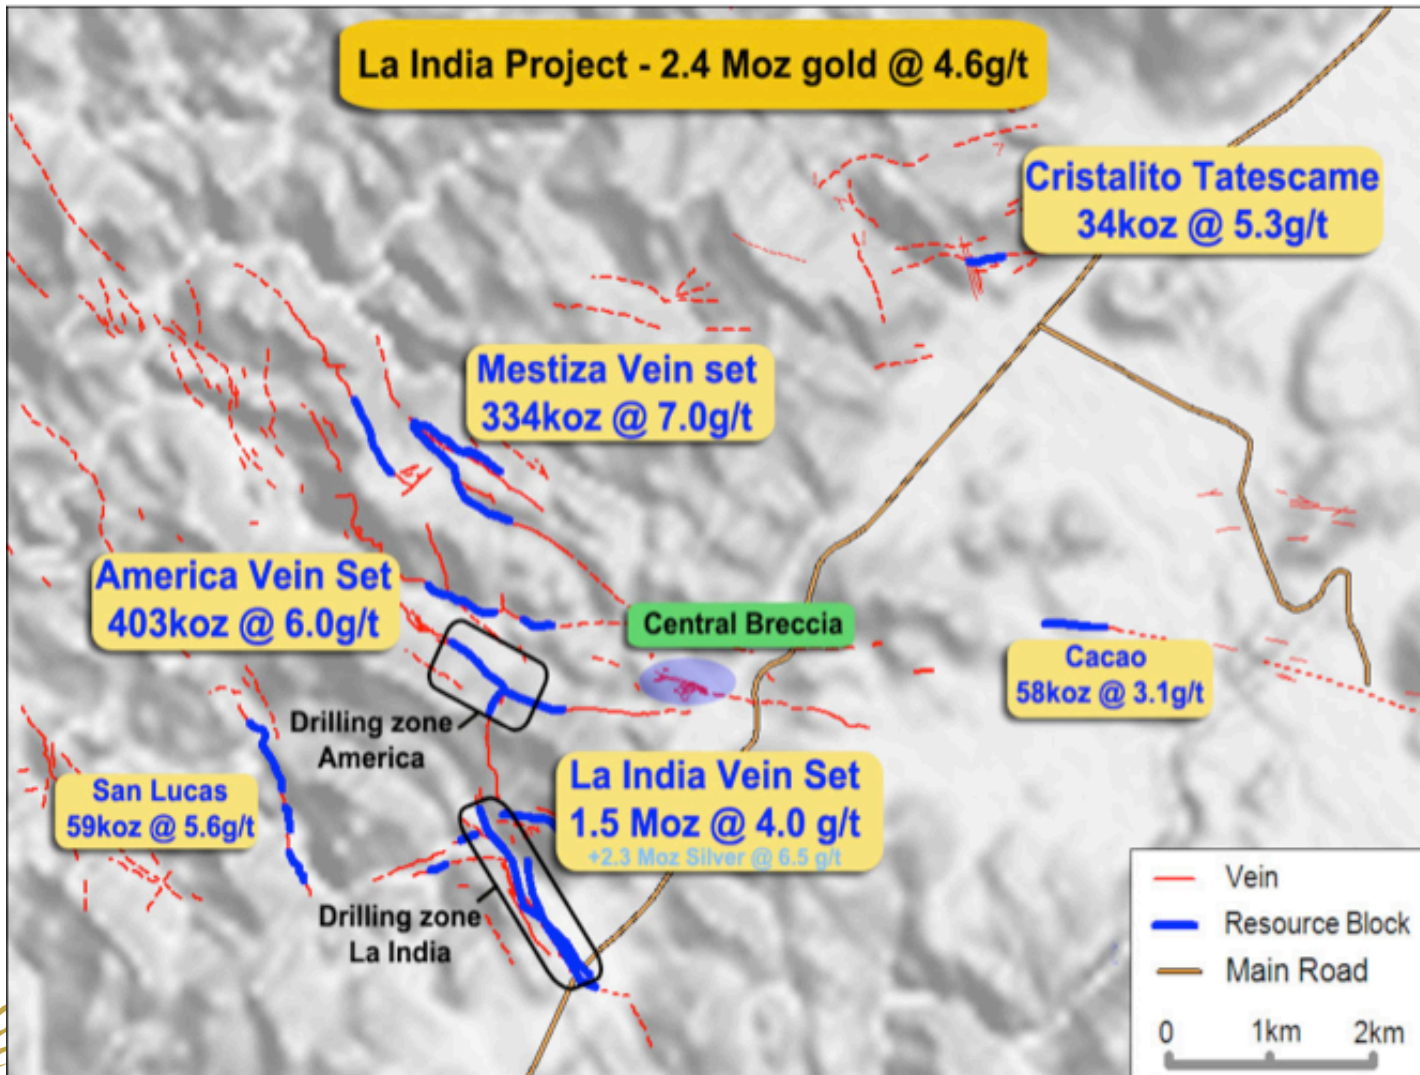 La India Project - 2.4 Moz gold @ 4.6g/t
Cristalito Tatescame
34koz @ 5.3g/t
Mestiza Vein set
334koz @ 7.0g/t
America Vein Set
403koz @ 6.0g/t
Central Breccia
Cacao
58koz @ 3.1g/t
Drilling zone
America
La India Vein Set
1.5 Moz @ 4.0 g/t
+2.3 Moz Silver @ 6.5 g/t
San Lucas
59koz @ 5.6g/t
Drilling zone
La India
Vein
Resource Block
Main Road
0 1km 2km